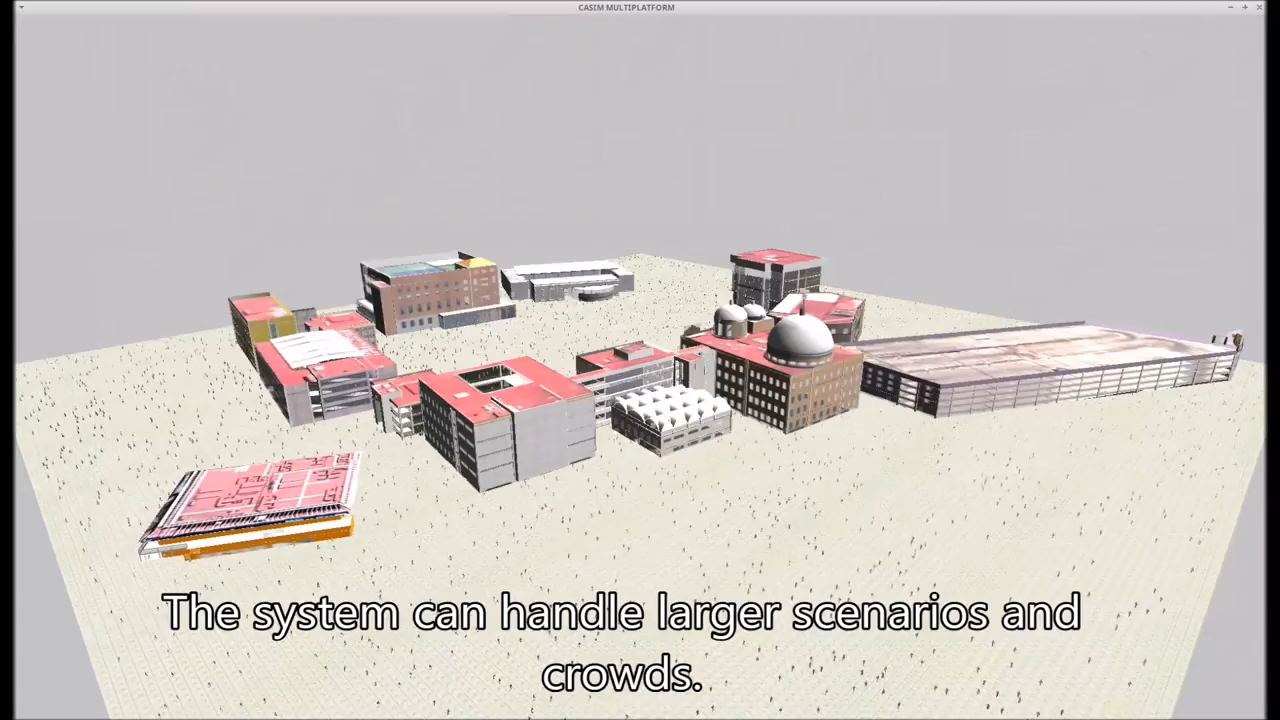 CASIM MULTIPLATFORM
The system can handle larger scenarios and
crowds.